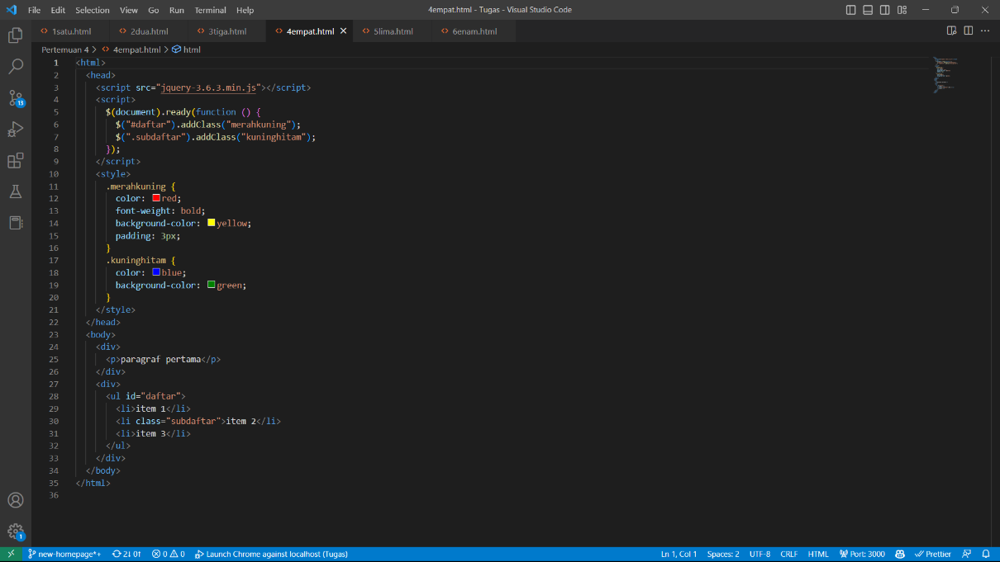 File Edit Selection View Go Run Terminal Help 4empat.html - Tugas - Visual Studio Code
1satu.html 2dua.html 3tiga.html 4empat.html 5lima.html 6enam.html
Pertemuan 4 > 4empat.html > html
1 <html>
2 <head>
3 <script src="jquery-3.6.3.min.js"></script>
4 <script>
5 $(document).ready(function () {
6 $("#daftar").addClass("merahkuning");
7 $(".subdaftar").addClass("kuninghitam");
8 });
9 </script>
10 <style>
11 .merahkuning {
12 color: red;
13 font-weight: bold;
14 background-color: yellow;
15 padding: 3px;
16 }
17 .kuninghitam {
18 color: blue;
19 background-color: green;
20 }
21 </style>
22 </head>
23 <body>
24 <div>
25 <p>paragraf pertama</p>
26 </div>
27 <div>
28 <ul id="daftar">
29 <li>item 1</li>
30 <li class="subdaftar">item 2</li>
31 <li>item 3</li>
32 </ul>
33 </div>
34 </body>
35 </html>
36
13
1
new-homepage*+ 2↓ 0↑ 0 0 Launch Chrome against localhost (Tugas) Ln 1, Col 1 Spaces: 2 UTF-8 CRLF HTML Port: 3000 Prettier